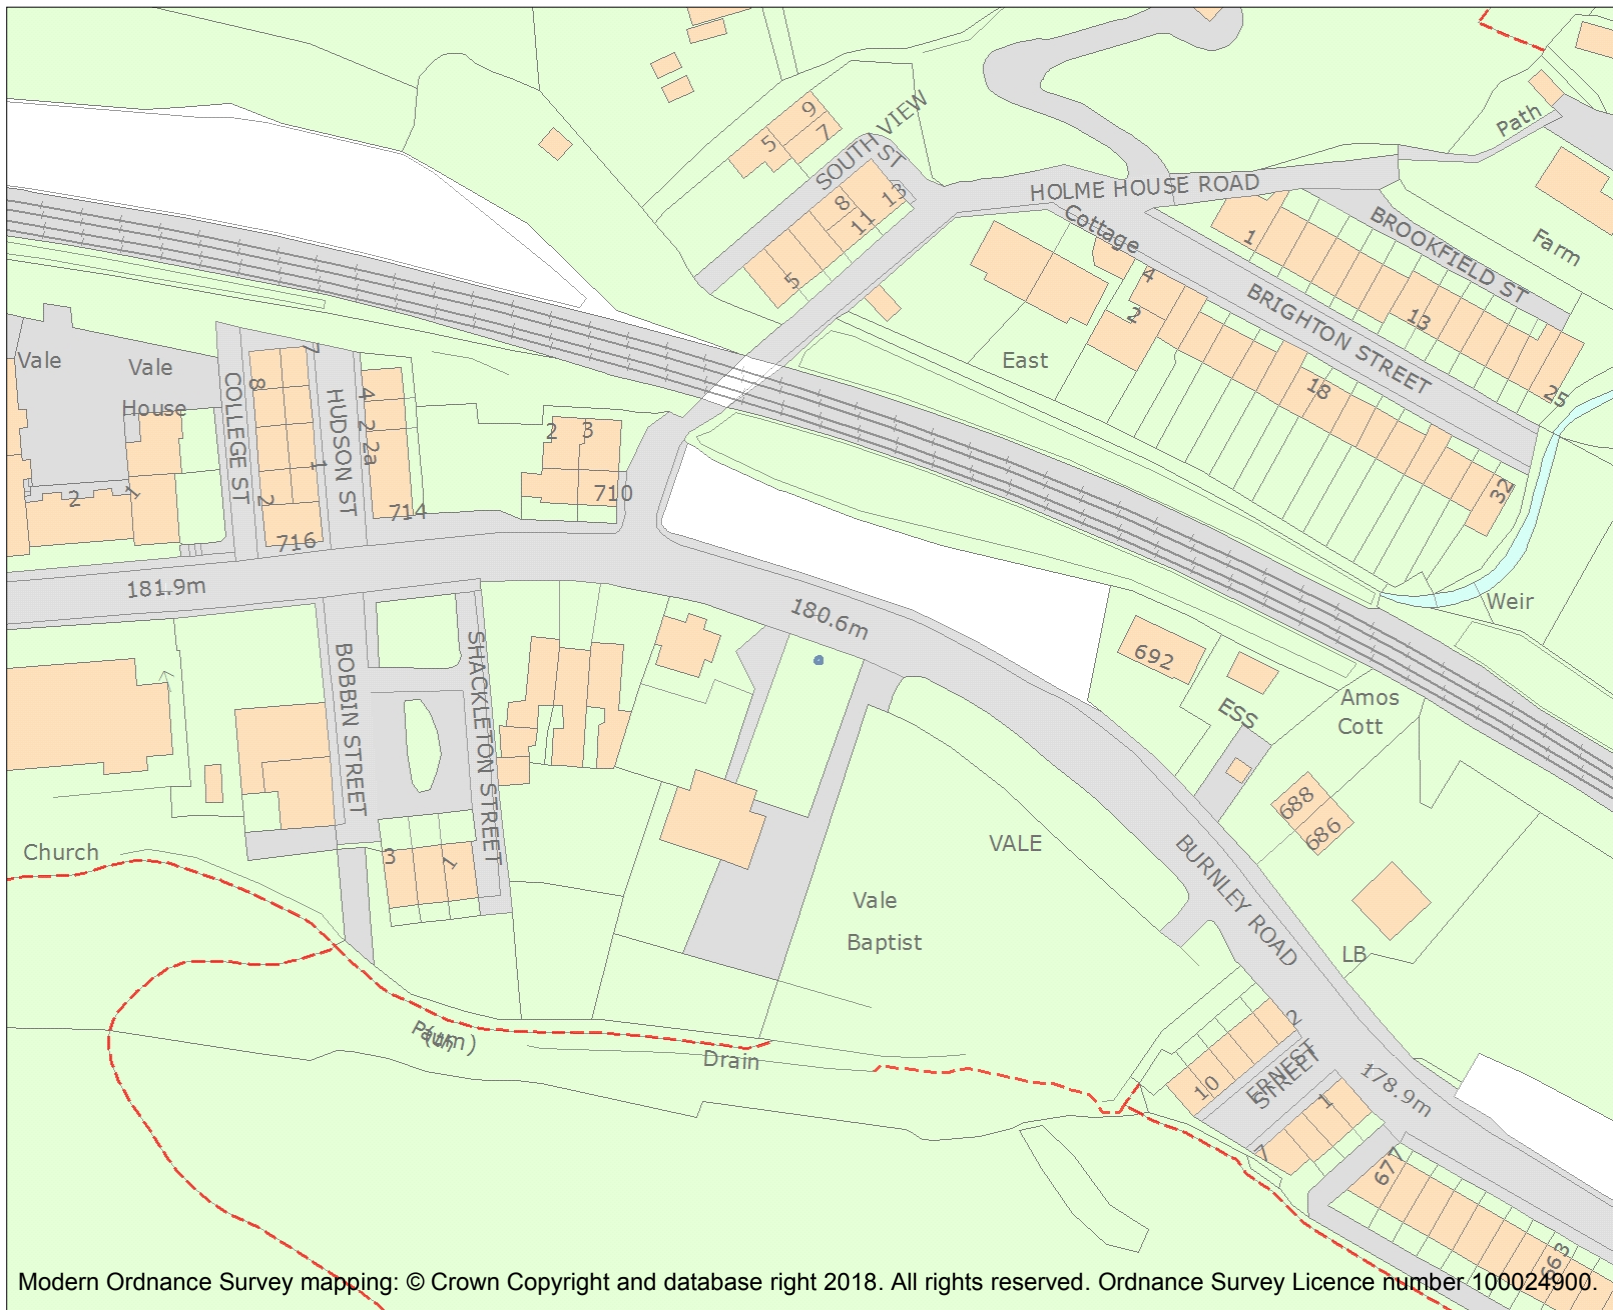 SOUTH VIEW
ST
9
7
5
8
13
11
5
HOLME HOUSE ROAD
Path
Farm
Cottage
BROOKFIELD ST
1
13
25
BRIGHTON STREET
4
2
East
18
32
Weir
Vale
Vale
House
2
1
COLLEGE ST
8
7
2
1
716
HUDSON ST
4
2
2a
714
2
3
710
181.9m
180.6m
692
ESS
Amos
Cott
688
686
BOBBIN STREET
SHACKLETON STREET
3
1
Church
VALE
Vale
Baptist
BURNLEY ROAD
LB
Path
(um)
Drain
2
10
ERNEST
STREET
1
7
178.9m
677
663
Modern Ordnance Survey mapping: © Crown Copyright and database right 2018. All rights reserved. Ordnance Survey Licence number 100024900.